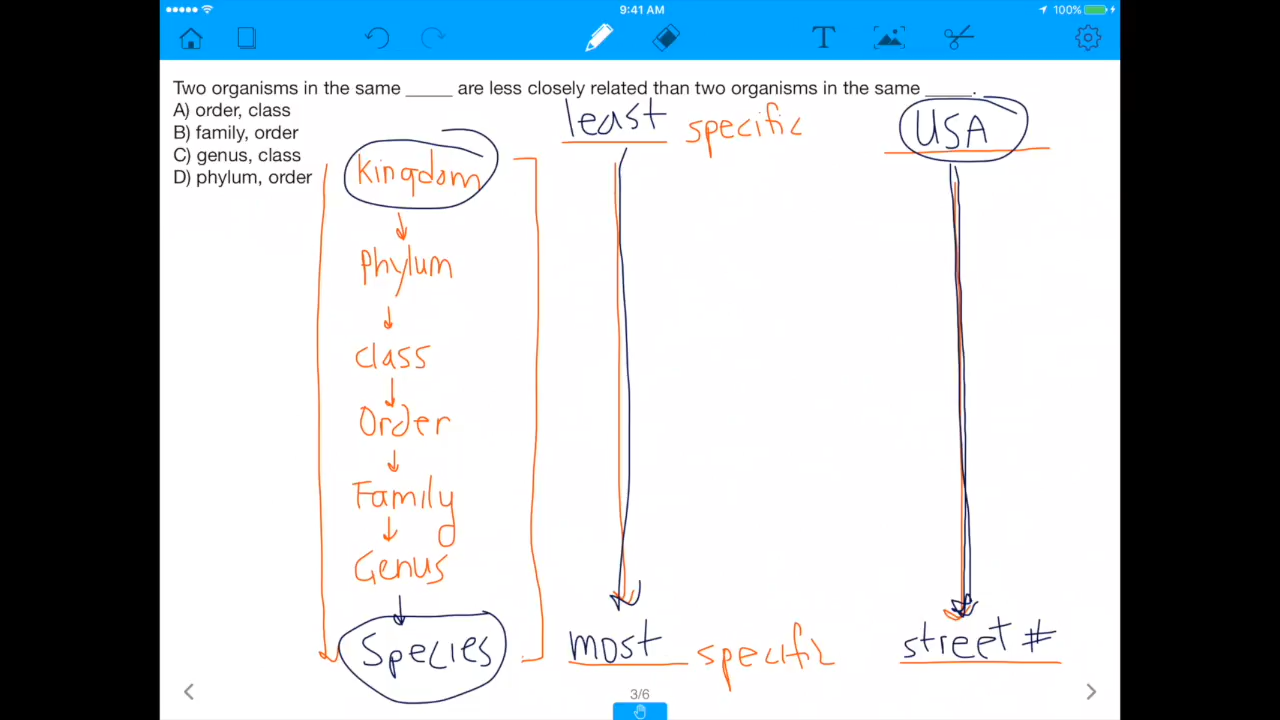 9:41 AM
100%
T
Two organisms in the same _____ are less closely related than two organisms in the same _____.
A) order, class
B) family, order
C) genus, class
D) phylum, order
least specific
USA
Kingdom
Phylum
Class
Order
Family
Genus
Species
most specific
street #
3/6